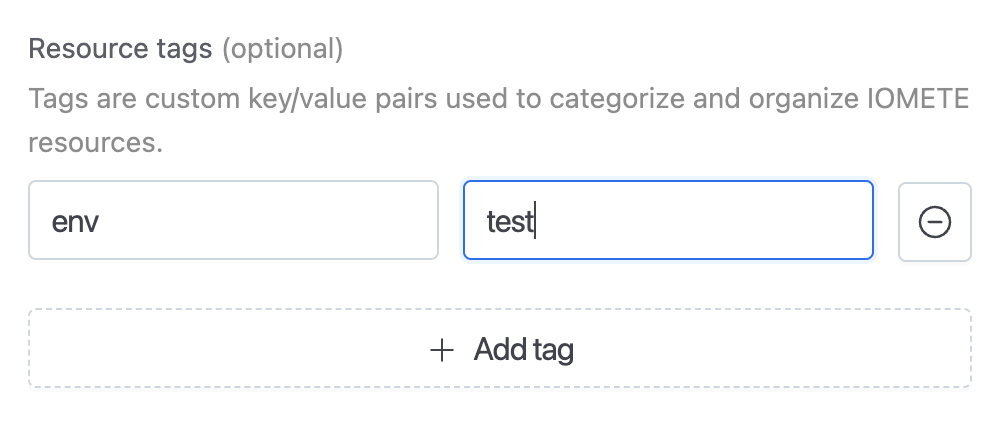 Resource tags (optional)
Tags are custom key/value pairs used to categorize and organize IOMETE
resources.
env
test
Add tag